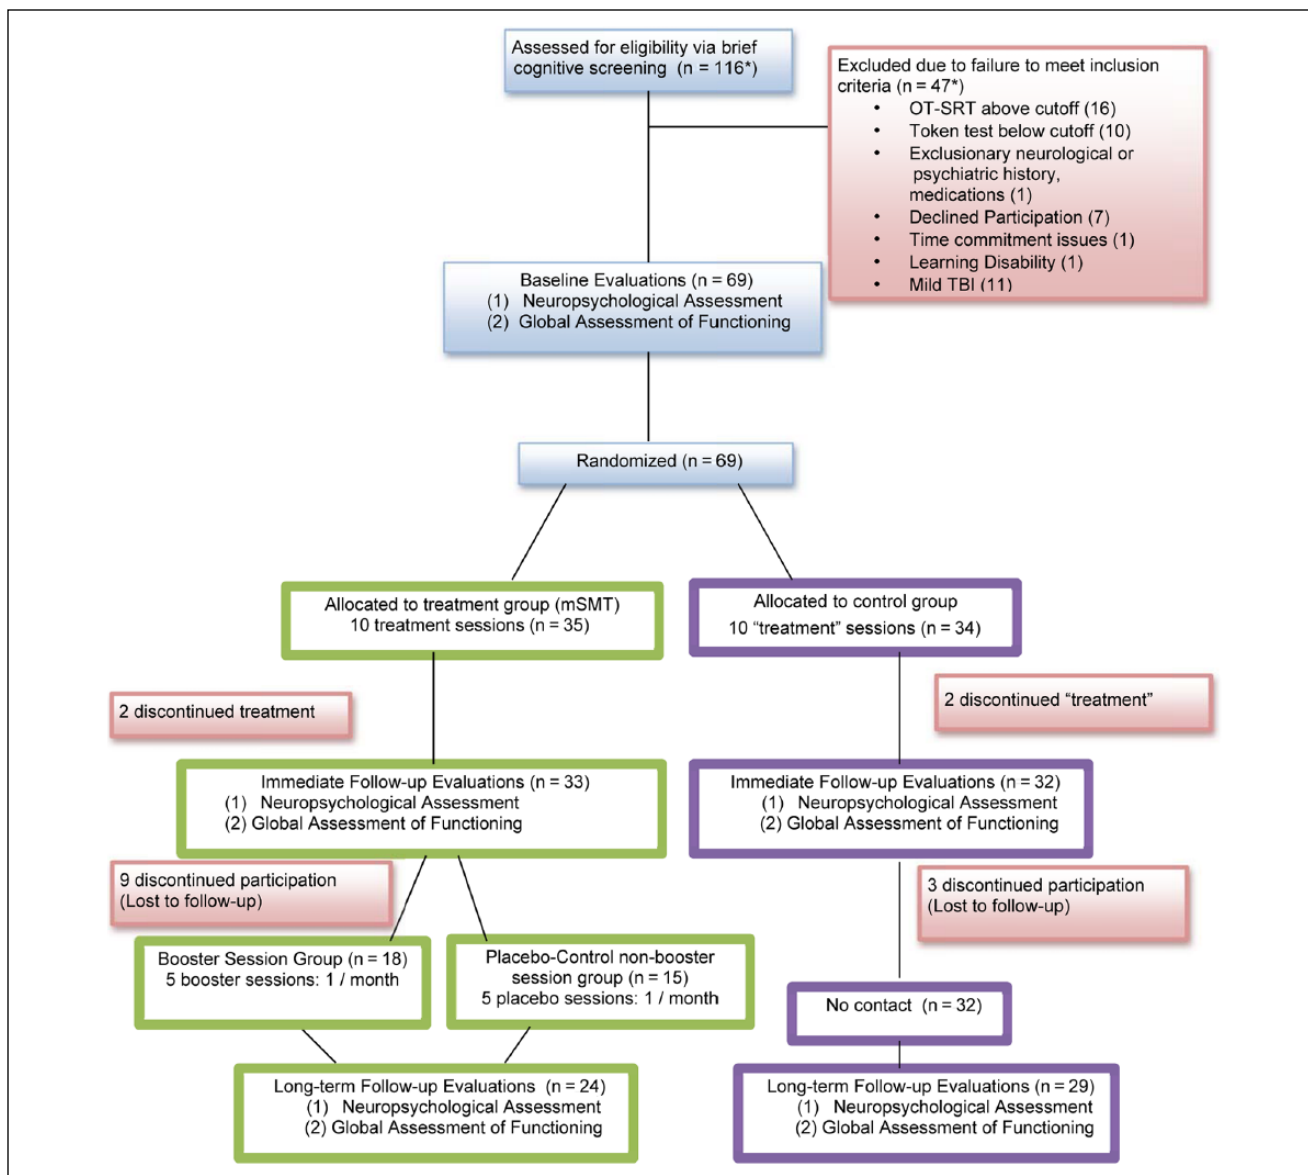 Assessed for eligibility via brief
cognitive screening (n = 116*)
Excluded due to failure to meet inclusion
criteria (n = 47*)
• OT-SRT above cutoff (16)
• Token test below cutoff (10)
• Exclusionary neurological or
psychiatric history,
medications (1)
• Declined Participation (7)
• Time commitment issues (1)
• Learning Disability (1)
• Mild TBI (11)
Baseline Evaluations (n = 69)
(1) Neuropsychological Assessment
(2) Global Assessment of Functioning
Randomized (n = 69)
Allocated to treatment group (mSMT)
10 treatment sessions (n = 35)
Allocated to control group
10 “treatment” sessions (n = 34)
2 discontinued treatment
2 discontinued “treatment”
Immediate Follow-up Evaluations (n = 33)
(1) Neuropsychological Assessment
(2) Global Assessment of Functioning
Immediate Follow-up Evaluations (n = 32)
(1) Neuropsychological Assessment
(2) Global Assessment of Functioning
9 discontinued participation
(Lost to follow-up)
3 discontinued participation
(Lost to follow-up)
Booster Session Group (n = 18)
5 booster sessions: 1 / month
Placebo-Control non-booster
session group (n = 15)
5 placebo sessions: 1 / month
No contact (n = 32)
Long-term Follow-up Evaluations (n = 24)
(1) Neuropsychological Assessment
(2) Global Assessment of Functioning
Long-term Follow-up Evaluations (n = 29)
(1) Neuropsychological Assessment
(2) Global Assessment of Functioning